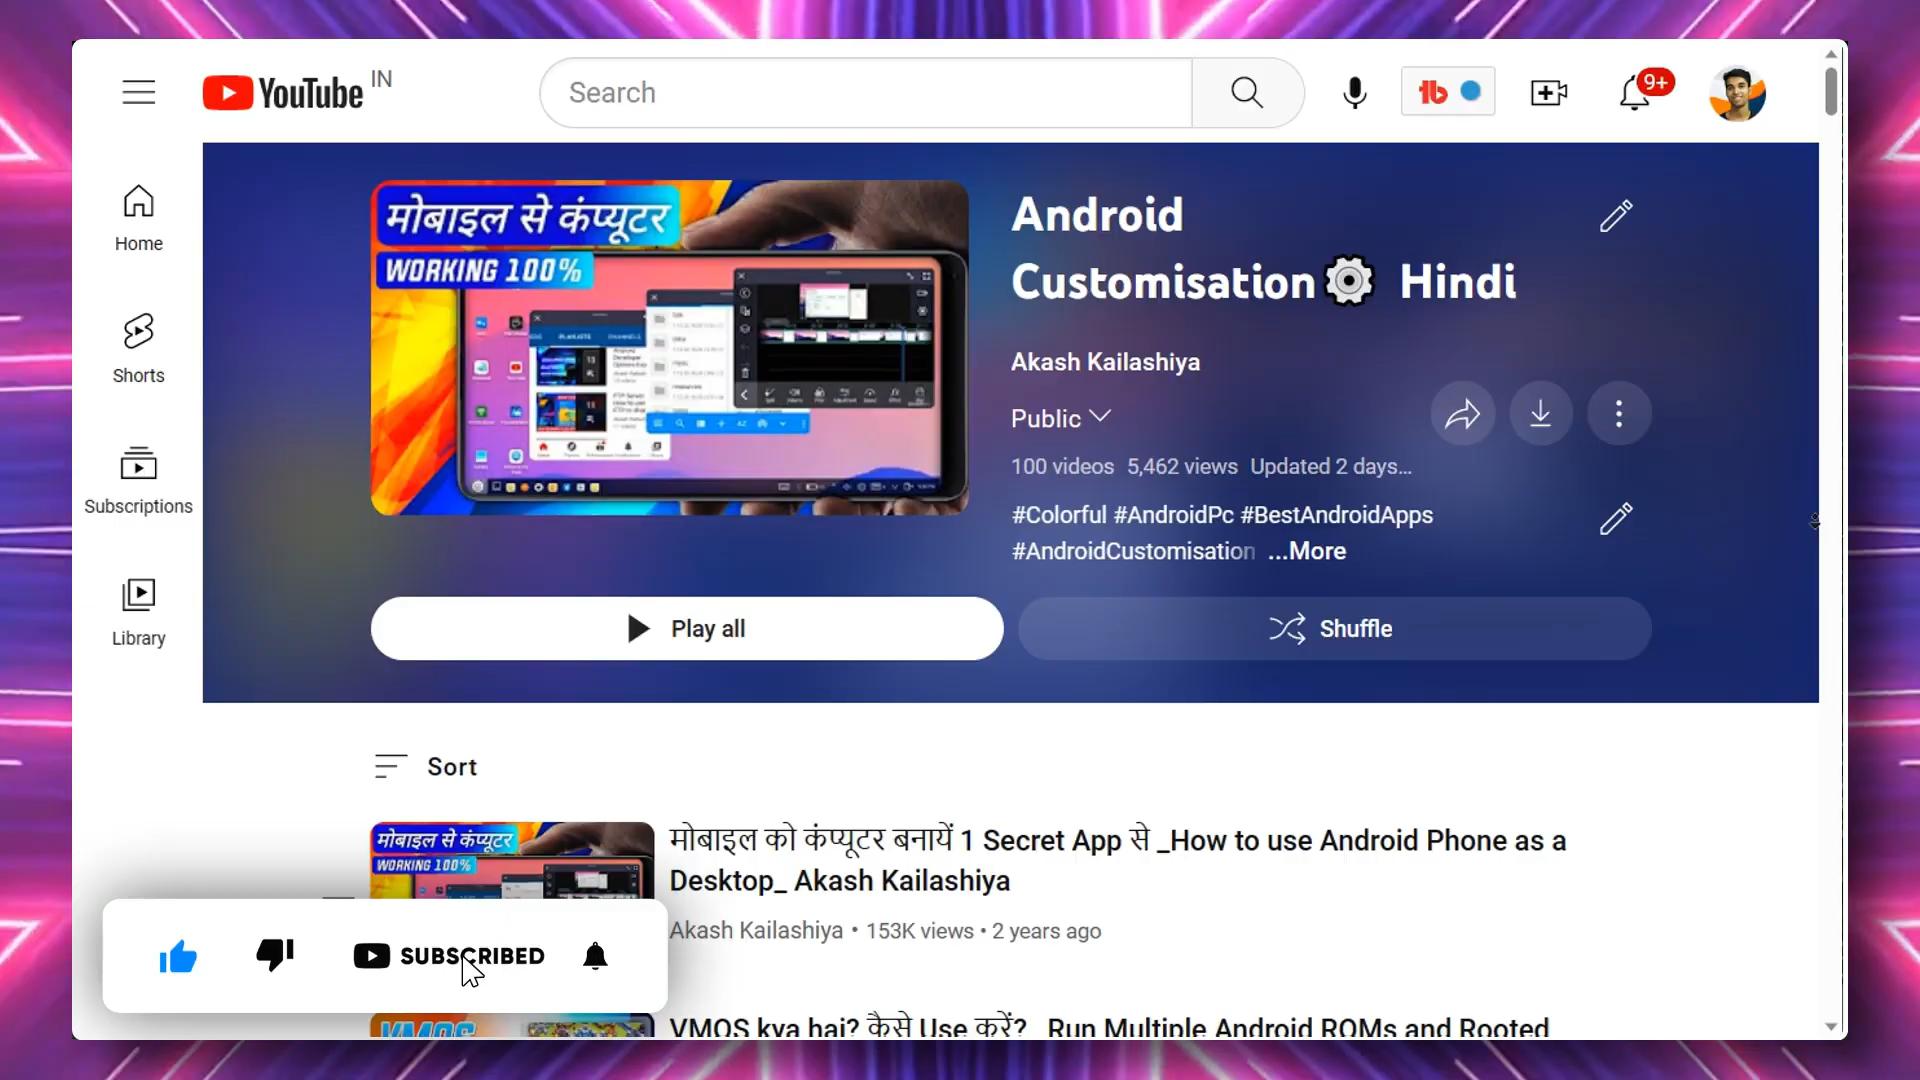 YouTube IN
Search
9+
Home
Shorts
Subscriptions
Library
मोबाइल से कंप्यूटर
WORKING 100%
PLAYLISTS
Android
Customisation Hindi
Akash Kailashiya
Public
100 videos 5,462 views Updated 2 days...
#Colorful #AndroidPc #BestAndroidApps
#AndroidCustomisation ...More
Play all
Shuffle
Sort
मोबाइल से कंप्यूटर
WORKING 100%
मोबाइल को कंप्यूटर बनायें 1 Secret App से _How to use Android Phone as a
Desktop_ Akash Kailashiya
Akash Kailashiya • 153K views • 2 years ago
SUBSCRIBED
VMOS
VMOS kya hai? कैसे Use करें? Run Multiple Android ROMs and Rooted